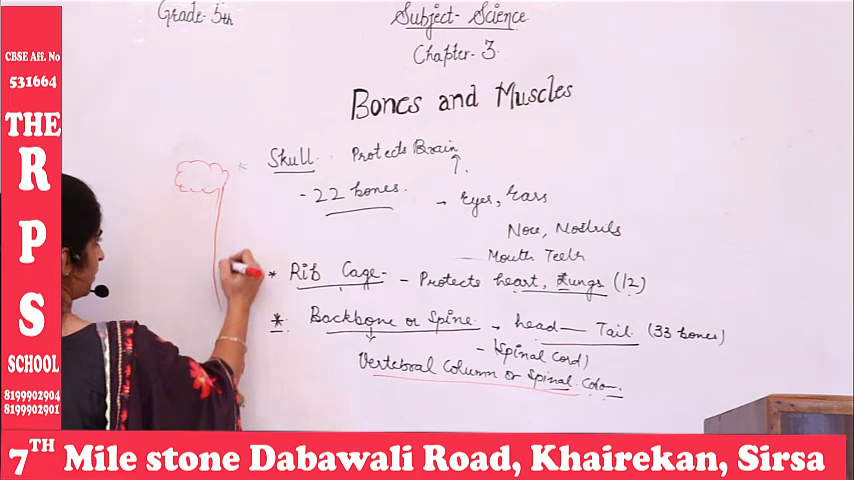 Grade-5th
Subject-Science
Chapter-3
Bones and Muscles
Skull Protects Brain
-22 bones.
Eyes, Ears
Nose, Nostrils
Mouth Teeth
* Rib Cage- - Protects heart, Lungs (12)
* Backbone or Spine head— Tail (33 bones)
- (Spinal Cord)
Vertebral Column or Spinal Colo—.
CBSE Aff. No
531664
THE
R
P
S
SCHOOL
8199902904
8199902901
7TH Mile stone Dabawali Road, Khairekan, Sirsa